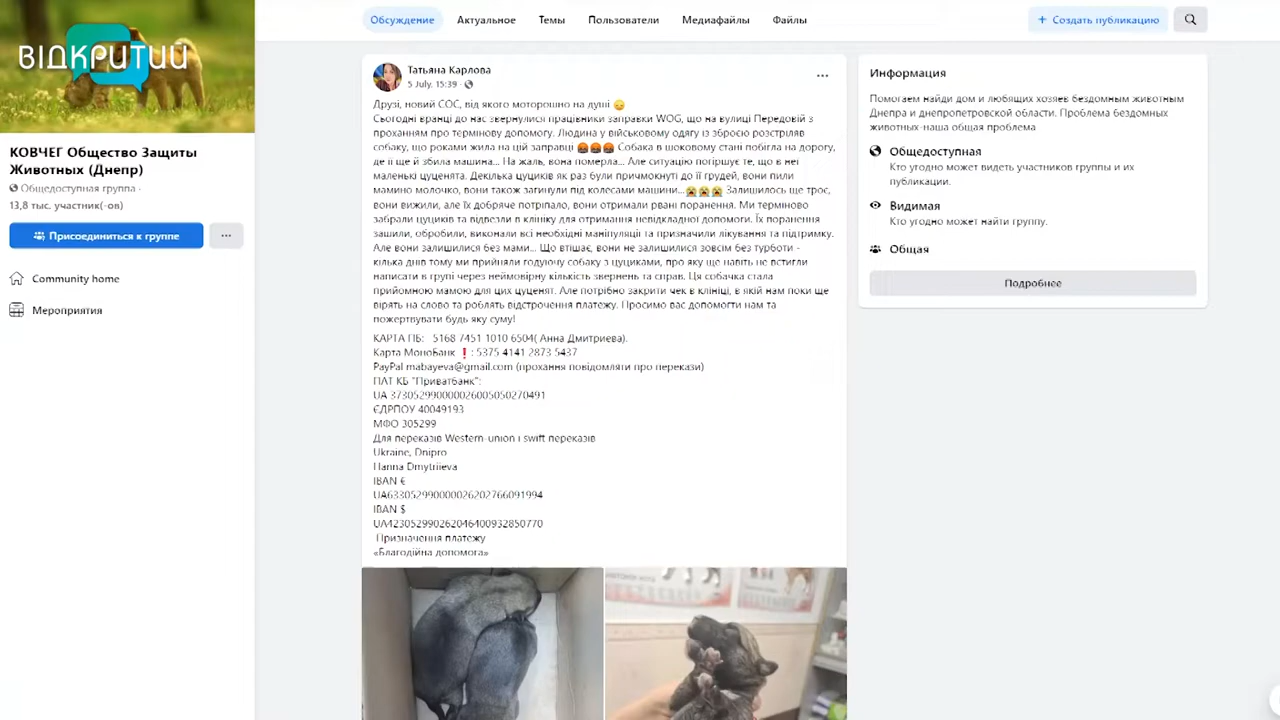 ВІДКРИТИЙ
КОВЧЕГ Общество Защиты
Животных (Днепр)
Общедоступная группа ·
13,8 тыс. участник(-ов)
Присоединиться к группе
Community home
Мероприятия
Обсуждение Актуальное Темы Пользователи Медиафайлы Файлы
+ Создать публикацию
Татьяна Карлова
5 July, 15:39 ·
Друзі, новий СОС, від якого моторошно на душі 😔
Сьогодні вранці до нас звернулися працівники заправки WOG, що на вулиці Передовій з
проханням про термінову допомогу. Людина у військовому одягу із зброєю розстріляв
собаку, що роками жила на цій заправці 🤬🤬🤬 Собака в шоковому стані побігла на дорогу,
де її ще й збила машина... На жаль, вона померла... Але ситуацію погіршує те, що в неї
маленькі цуценята. Декілька цуциків як раз були причмокнуті до її грудей, вони пили
мамино молочко, вони також загинули під колесами машини...😭😭😭 Залишилось ще троє,
вони вижили, але їх добряче потріпало, вони отримали рвані поранення. Ми терміново
забрали цуциків та відвезли в клініку для отримання невідкладної допомоги. Їх поранення
зашили, обробили, виконали всі необхідні маніпуляції та призначили лікування та підтримку.
Але вони залишилися без мами... Що втішає, вони не залишилися зовсім без турботи -
кілька днів тому ми прийняли годуючу собаку з цуциками, про яку ще навіть не встигли
написати в групі через неймовірну кількість звернень та справ. Ця собачка стала
прийомною мамою для цих цуценят. Але потрібно закрити чек в клініці, в якій нам поки ще
вірять на слово та роблять відстрочення платежу. Просимо вас допомогти нам та
пожертвувати будь яку суму!
КАРТА ПБ: 5168 7451 1010 6504( Анна Дмитриева).
Карта МоноБанк ❗: 5375 4141 2873 5437
PayPal mabayeva@gmail.com (прохання повідомляти про перекази)
ПАТ КБ "Приватбанк":
UA 373052990000026005050270491
ЄДРПОУ 40049193
МФО 305299
Для переказів Western-union і swift переказів
Ukraine, Dnipro
Hanna Dmytriieva
IBAN €
UA633052990000026202766091994
IBAN $
UA423052990262046400932850770
Призначення платежу
«Благодійна допомога»
Информация
Помогаем найди дом и любящих хозяев бездомным животным
Днепра и днепропетровской области. Проблема бездомных
животных-наша общая проблема
Общедоступная
Кто угодно может видеть участников группы и их
публикации.
Видимая
Кто угодно может найти группу.
Общая
Подробнее